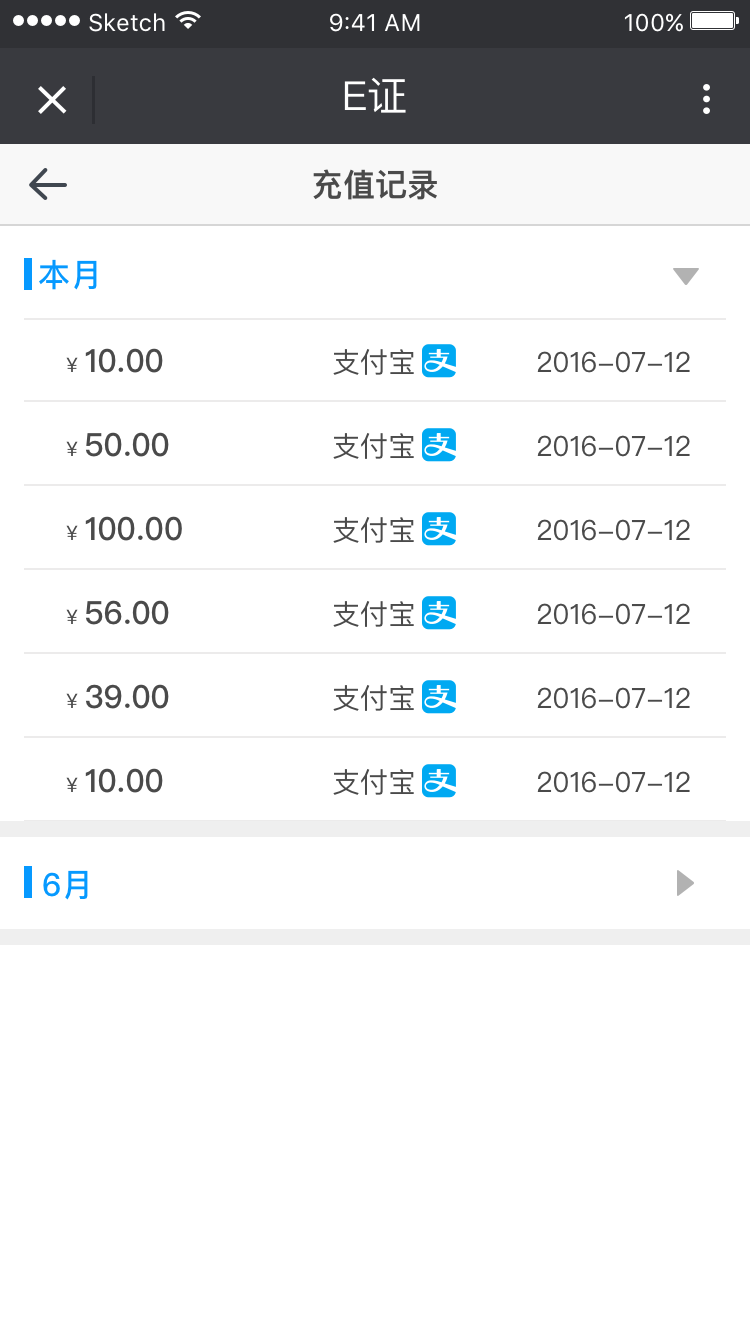 Sketch 9:41 AM 100%
E证
充值记录
本月
¥ 10.00 支付宝 支 2016-07-12
¥ 50.00 支付宝 支 2016-07-12
¥ 100.00 支付宝 支 2016-07-12
¥ 56.00 支付宝 支 2016-07-12
¥ 39.00 支付宝 支 2016-07-12
¥ 10.00 支付宝 支 2016-07-12
6月